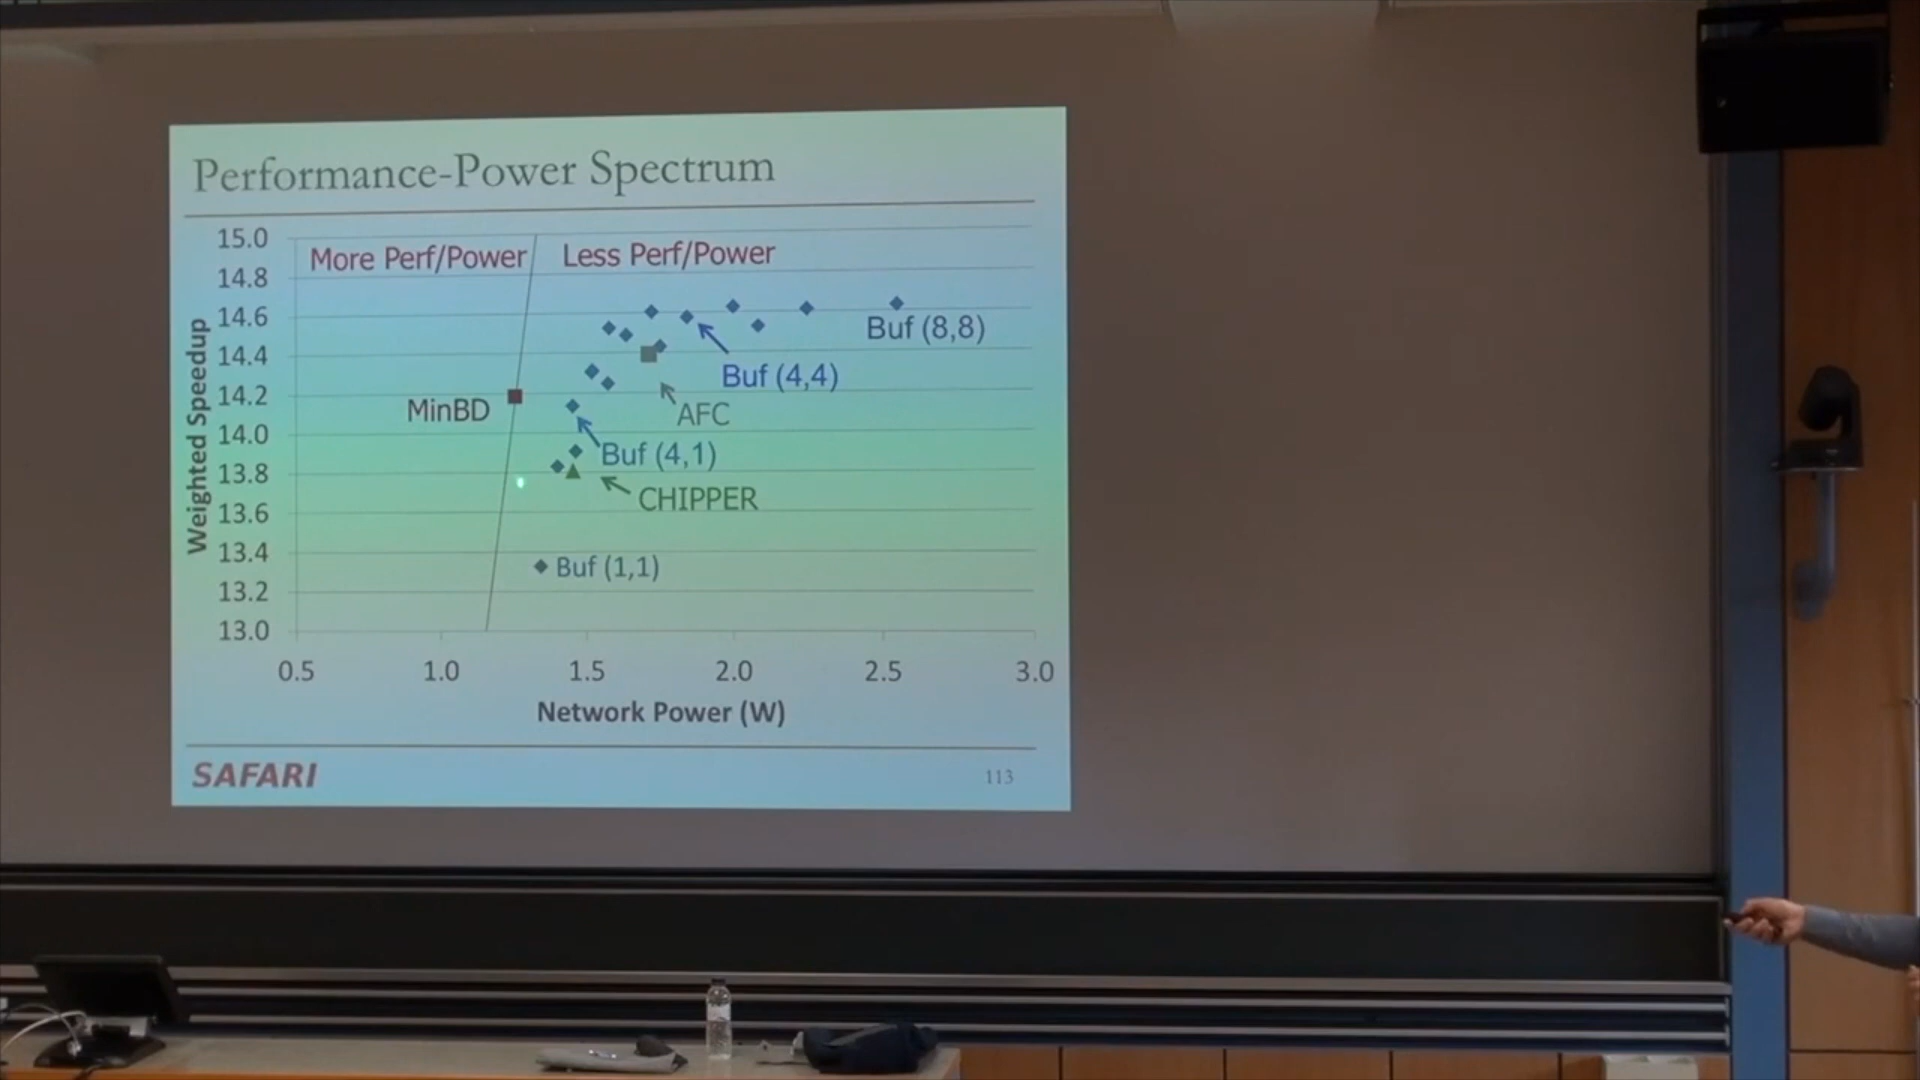 Performance-Power Spectrum
15.0
More Perf/Power
Less Perf/Power
14.8
14.6
Buf (8,8)
14.4
Buf (4,4)
14.2
MinBD
AFC
14.0
Buf (4,1)
13.8
CHIPPER
13.6
13.4
Buf (1,1)
13.2
13.0
Weighted Speedup
0.5 1.0 1.5 2.0 2.5 3.0
Network Power (W)
SAFARI
113